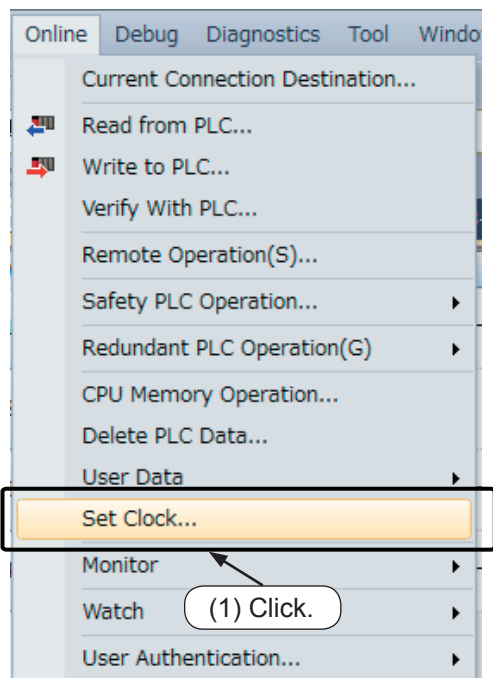 Online Debug Diagnostics Tool Windo
Current Connection Destination...
Read from PLC...
Write to PLC...
Verify With PLC...
Remote Operation(S)...
Safety PLC Operation...
Redundant PLC Operation(G)
CPU Memory Operation...
Delete PLC Data...
User Data
Set Clock...
Monitor
Watch
(1) Click.
User Authentication...